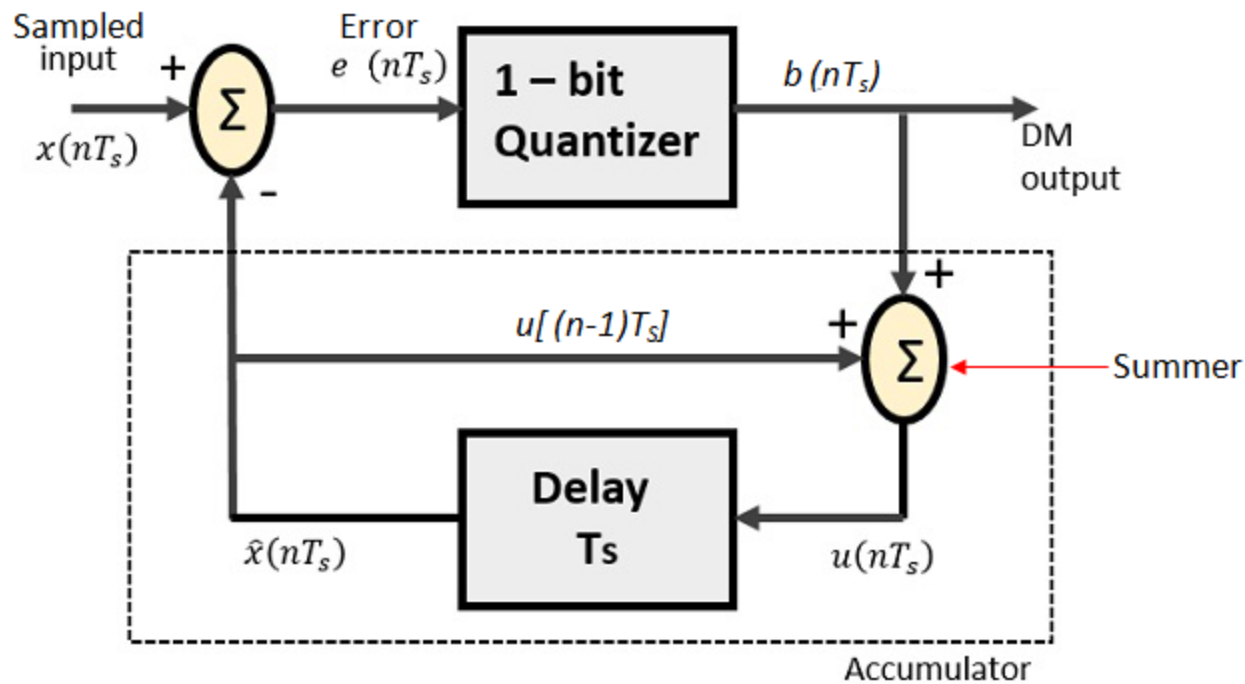 Sampled
input
+
x(nTₛ)
Σ
-
Error
e (nTₛ)
1 – bit
Quantizer
b (nTₛ)
DM
output
+
u[ (n-1)Tₛ]
+
Σ
Summer
Delay
Ts
x̂(nTₛ)
u(nTₛ)
Accumulator